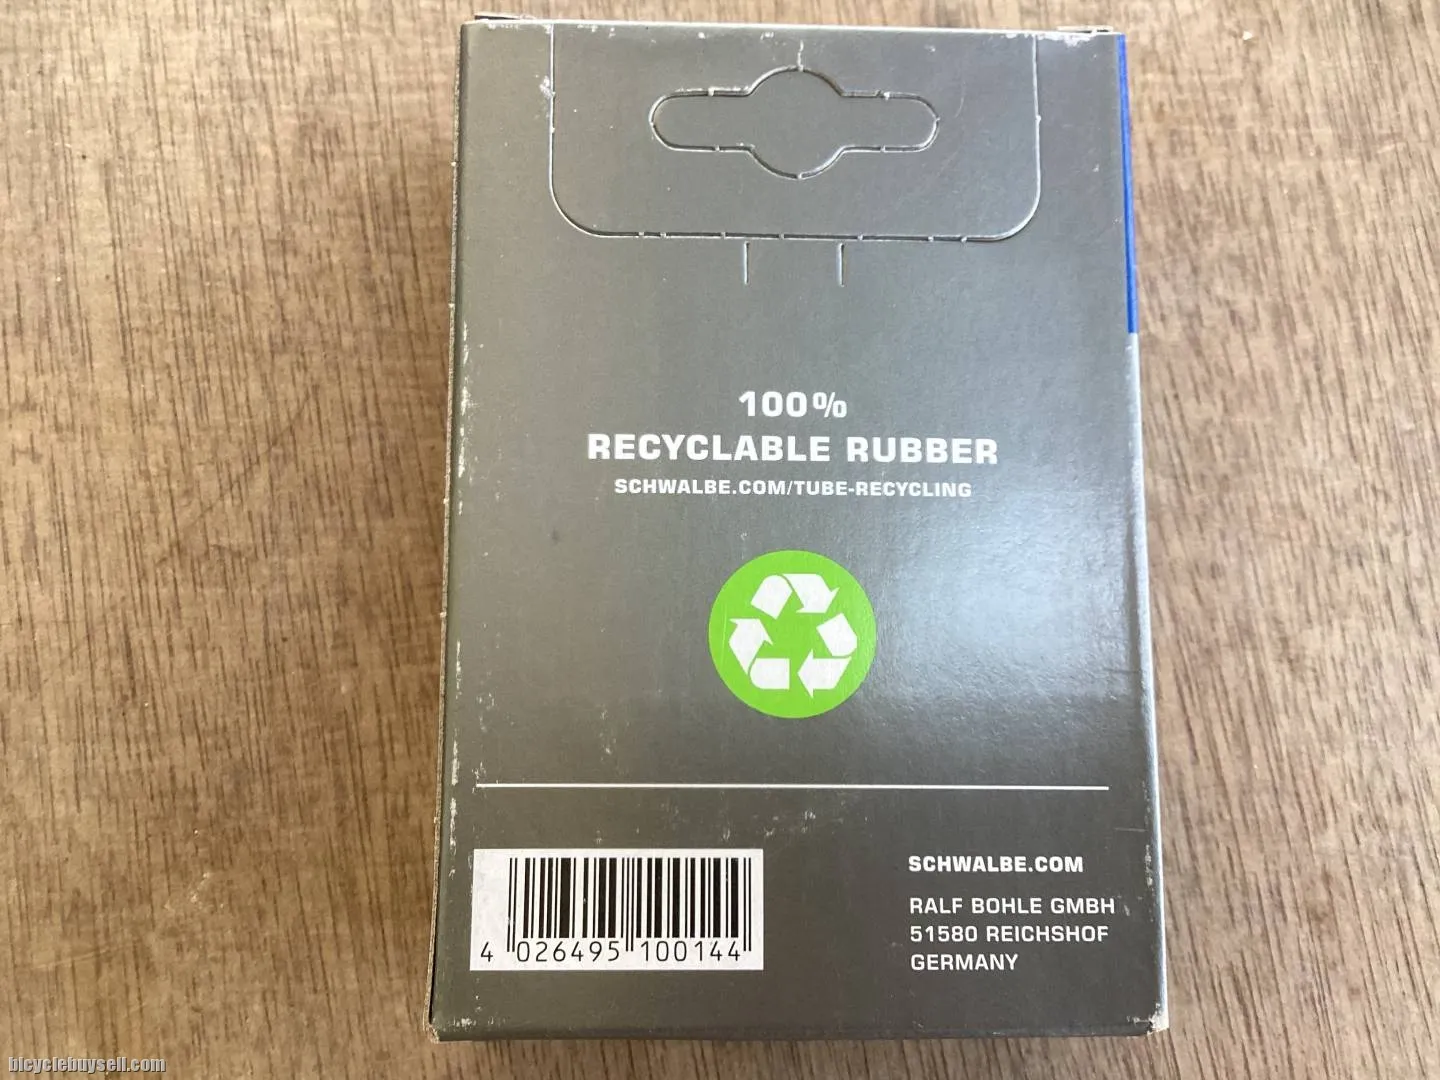 100%
RECYCLABLE RUBBER
SCHWALBE.COM/TUBE-RECYCLING
4 026495 100144
SCHWALBE.COM
RALF BOHLE GMBH
51580 REICHSHOF
GERMANY
bicyclebuysell.com